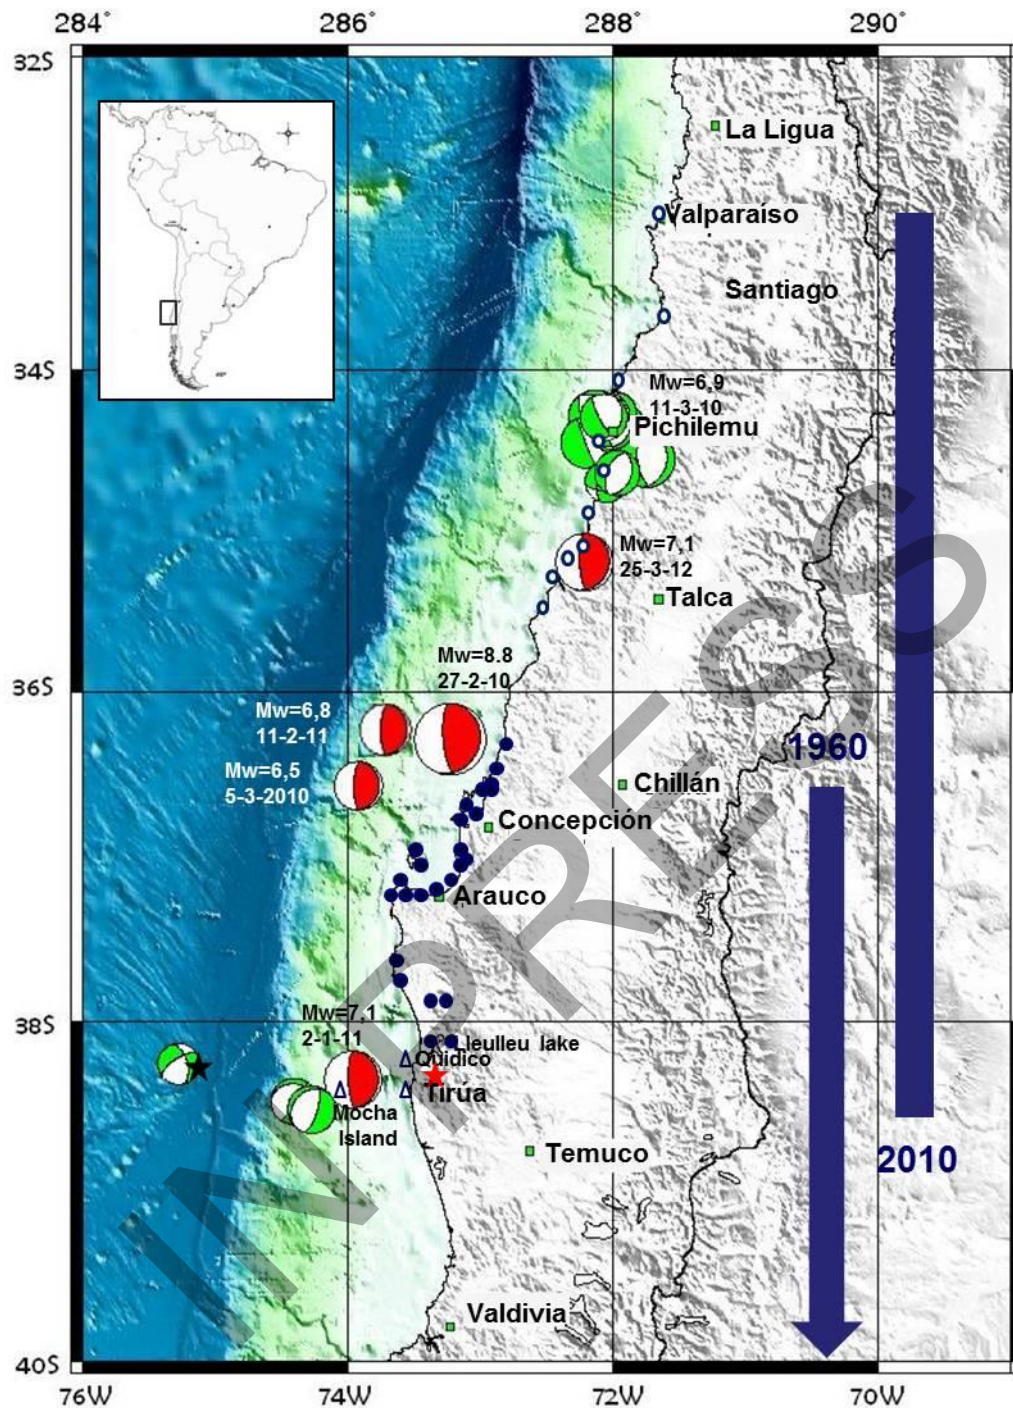 284° 286° 288° 290°
32S
La Ligua
Valparaíso
Santiago
34S
Mw=6,9
11-3-10
Pichilemu
Mw=7,1
25-3-12
Talca
Mw=8.8
27-2-10
36S
Mw=6,8
11-2-11
1960
Mw=6,5
5-3-2010
Chillán
Concepción
Arauco
Mw=7,1
2-1-11
38S
Lleulleu lake
Quidico
Tirúa
Mocha
Island
Temuco
2010
Valdivia
40S
76W 74W 72W 70W
IN PRESS